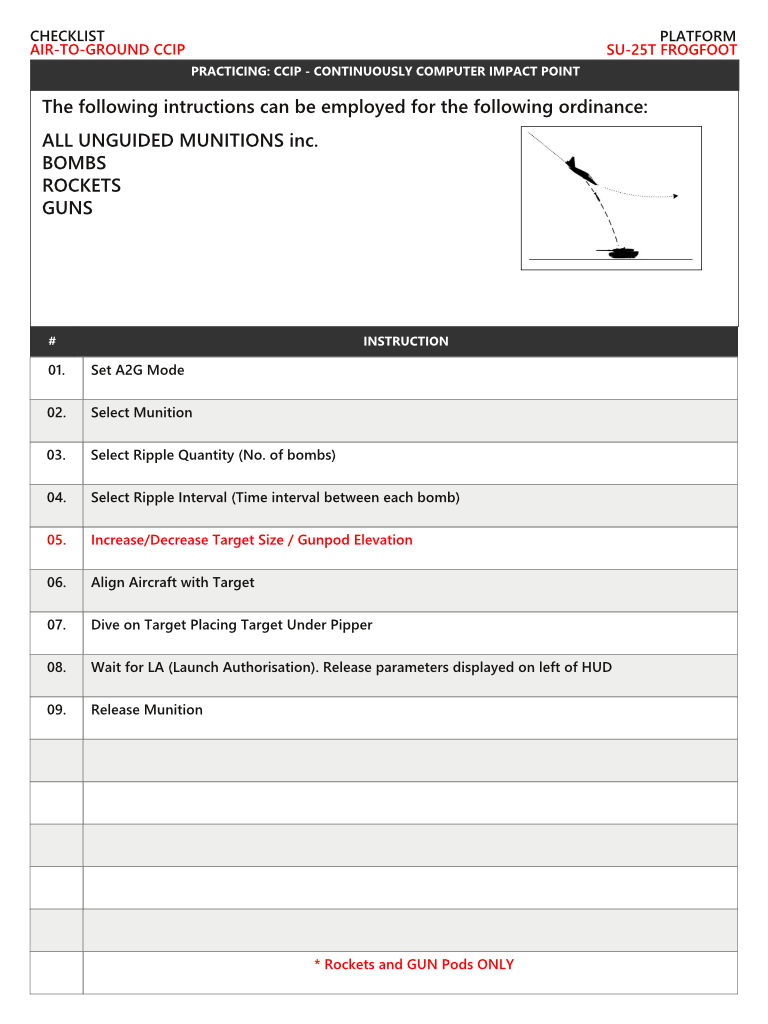 CHECKLIST
PLATFORM
AIR-TO-GROUND CCIP
SU-25T FROGFOOT
PRACTICING: CCIP - CONTINUOUSLY COMPUTER IMPACT POINT
The following intructions can be employed for the following ordinance:
ALL UNGUIDED MUNITIONS inc.
BOMBS
ROCKETS
GUNS
# INSTRUCTION
01. Set A2G Mode
02. Select Munition
03. Select Ripple Quantity (No. of bombs)
04. Select Ripple Interval (Time interval between each bomb)
05. Increase/Decrease Target Size / Gunpod Elevation
06. Align Aircraft with Target
07. Dive on Target Placing Target Under Pipper
08. Wait for LA (Launch Authorisation). Release parameters displayed on left of HUD
09. Release Munition
* Rockets and GUN Pods ONLY